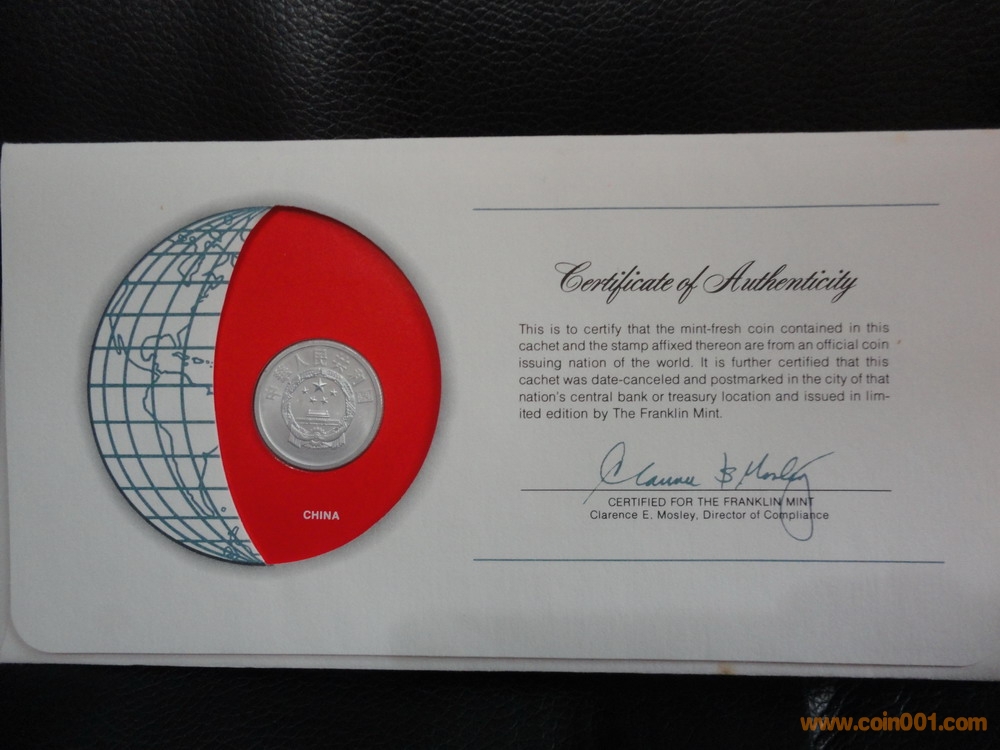 中华人民共和国
CHINA
Certificate of Authenticity
This is to certify that the mint-fresh coin contained in this
cachet and the stamp affixed thereon are from an official coin
issuing nation of the world. It is further certified that this
cachet was date-canceled and postmarked in the city of that
nation's central bank or treasury location and issued in lim-
ited edition by The Franklin Mint.
Clarence E Mosley
CERTIFIED FOR THE FRANKLIN MINT
Clarence E. Mosley, Director of Compliance
www.coin001.com